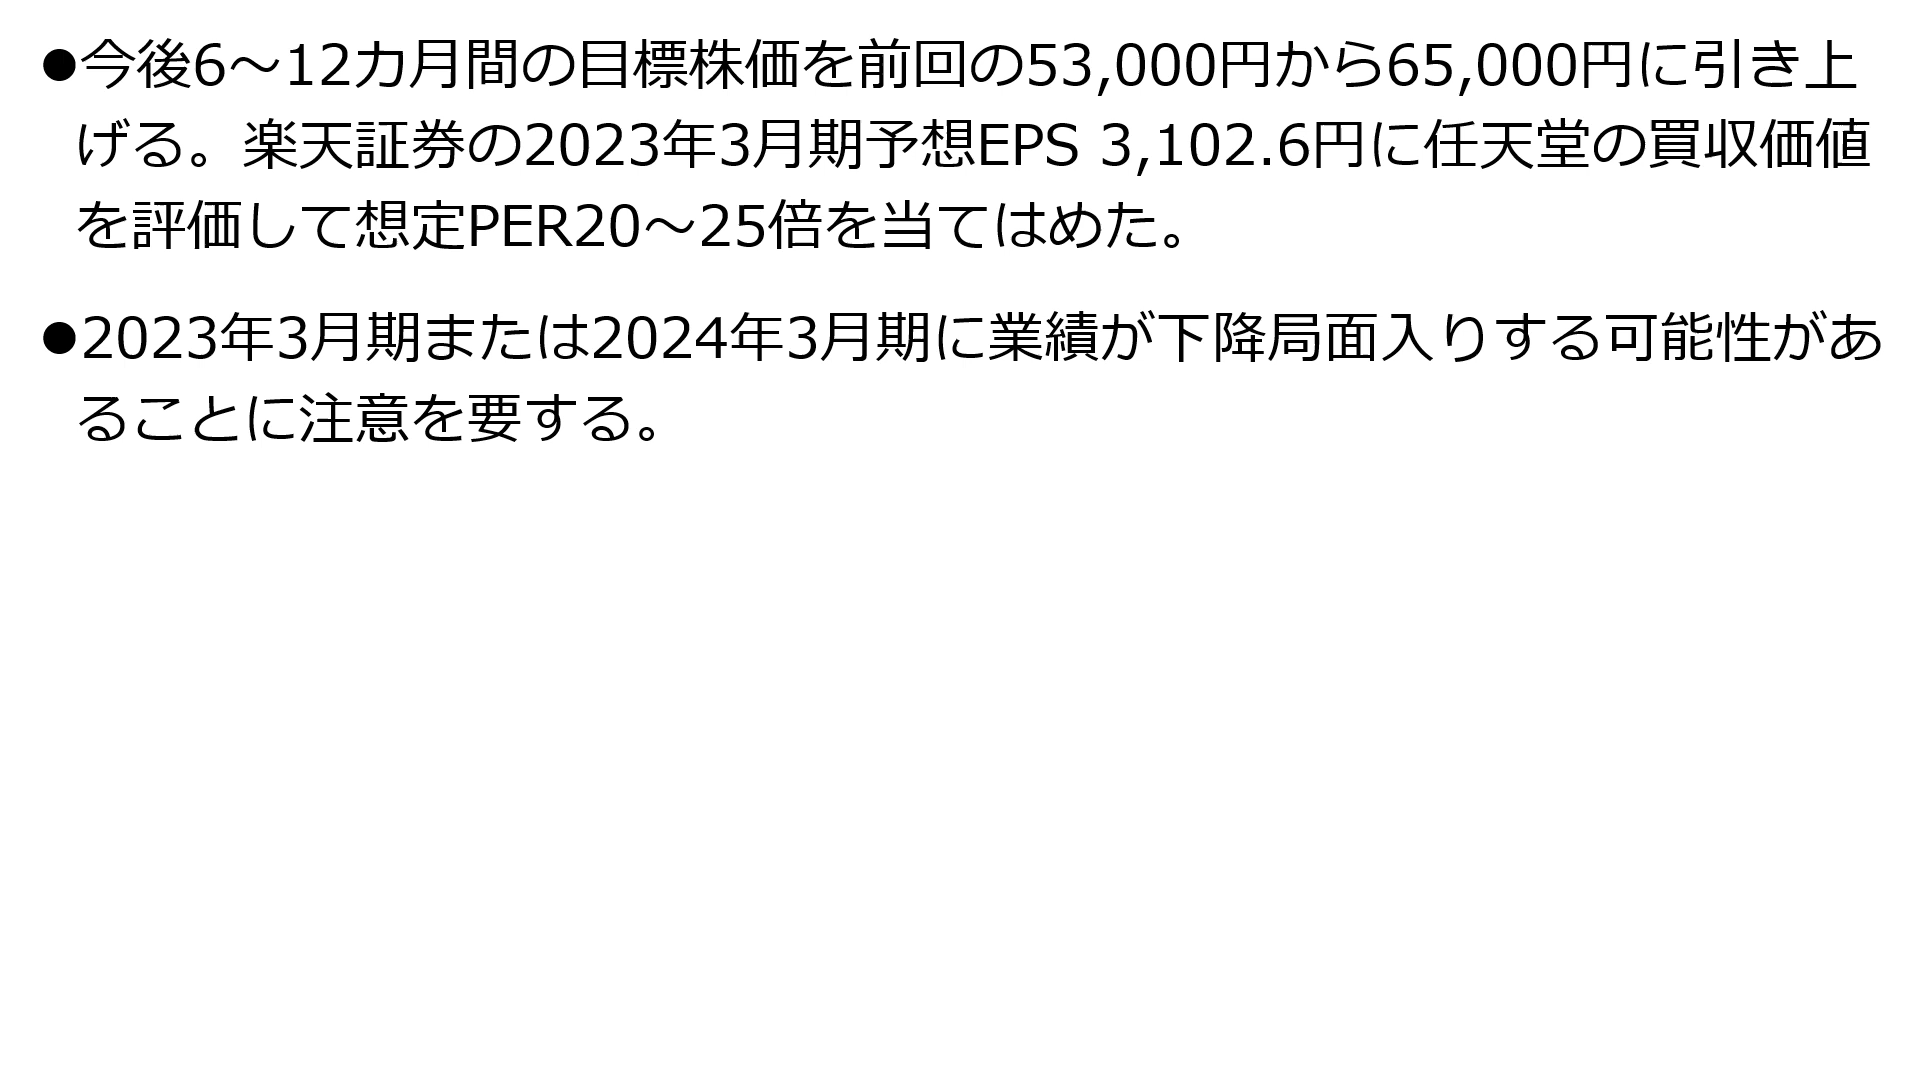 ●今後6～12カ月間の目標株価を前回の53,000円から65,000円に引き上
げる。楽天証券の2023年3月期予想EPS 3,102.6円に任天堂の買収価値
を評価して想定PER20～25倍を当てはめた。
●2023年3月期または2024年3月期に業績が下降局面入りする可能性があ
ることに注意を要する。